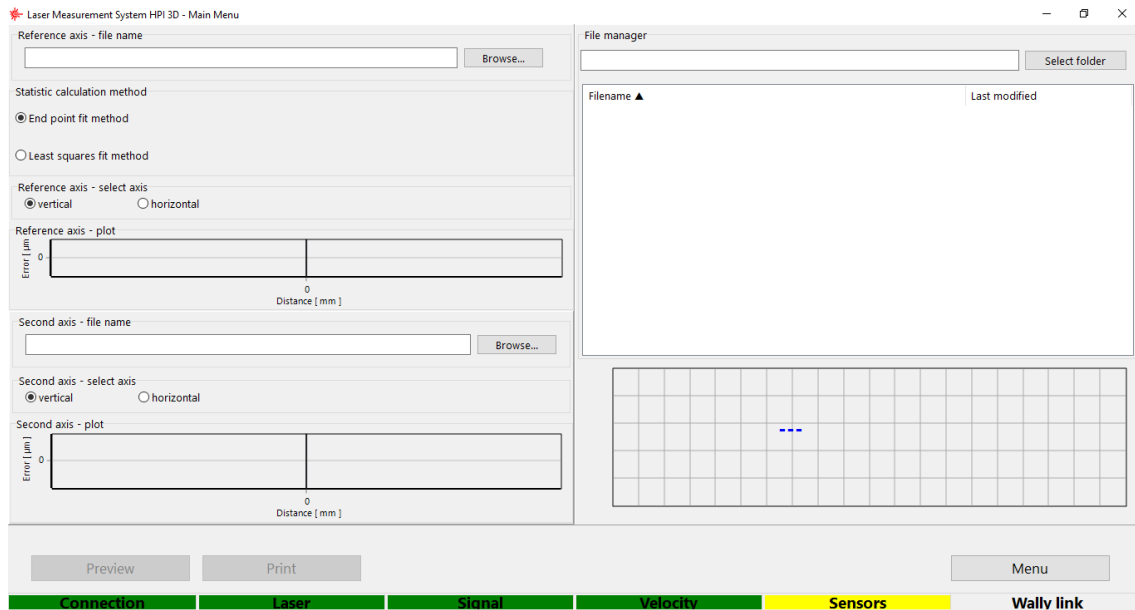 Laser Measurement System HPI 3D - Main Menu
Reference axis - file name
Browse...
Statistic calculation method
End point fit method
Least squares fit method
Reference axis - select axis
vertical horizontal
Reference axis - plot
Error [ µm
0
0
Distance [ mm ]
Second axis - file name
Browse...
Second axis - select axis
vertical horizontal
Second axis - plot
Error [ µm ]
0
0
Distance [ mm ]
File manager
Select folder
Filename ▲ Last modified
---
Preview Print Menu
Connection Laser Signal Velocity Sensors Wally link